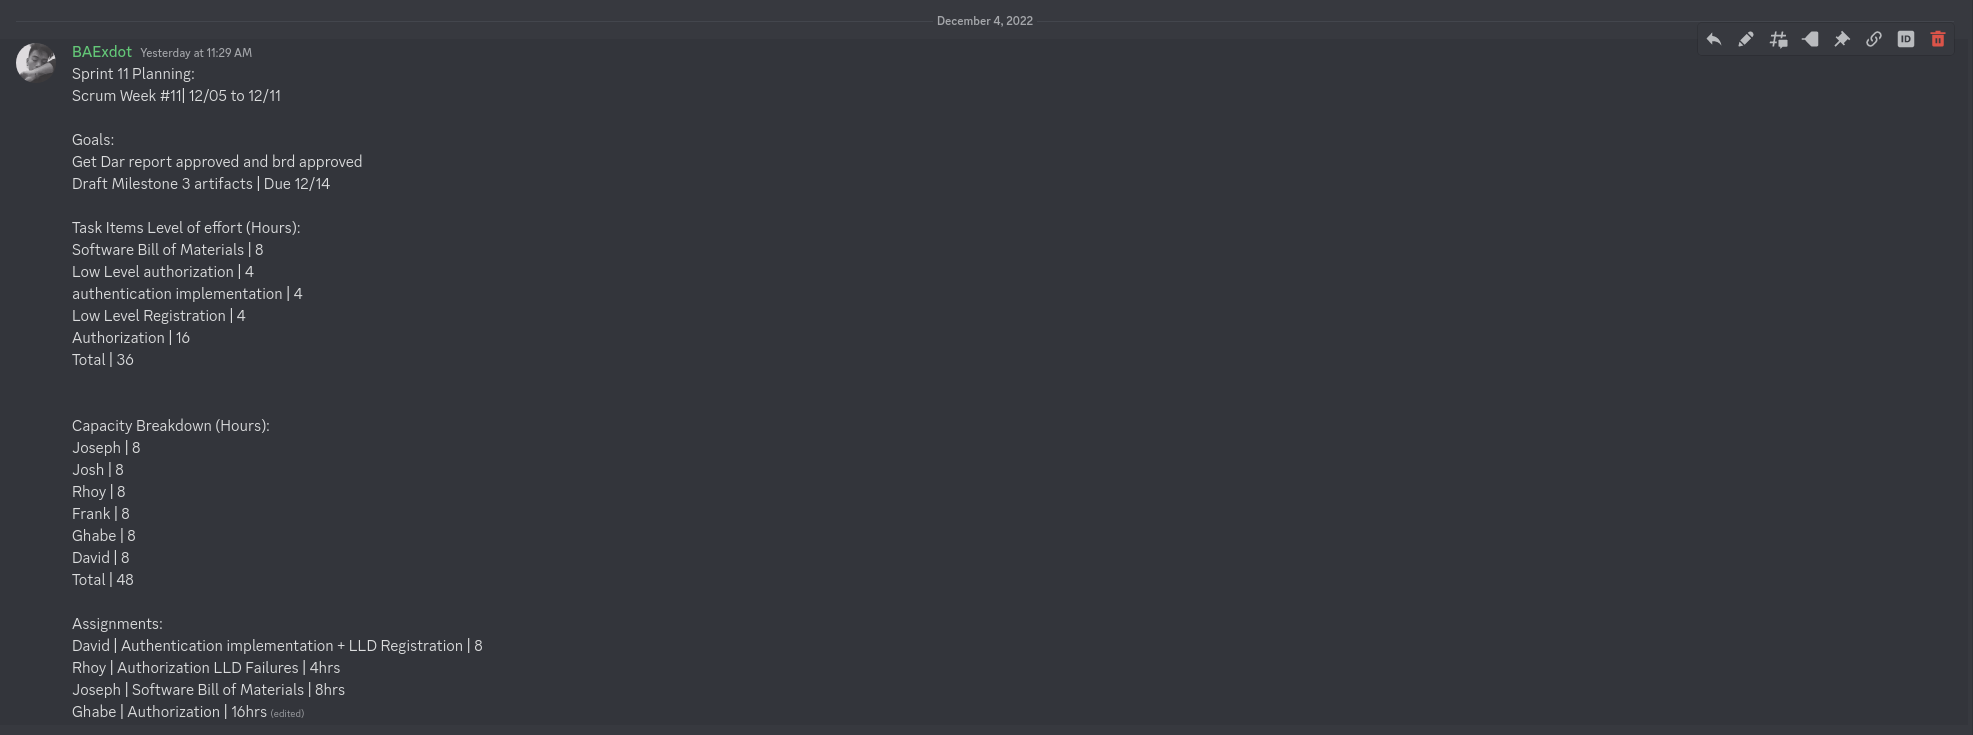 December 4, 2022
BAExdot Yesterday at 11:29 AM
Sprint 11 Planning:
Scrum Week #11| 12/05 to 12/11
Goals:
Get Dar report approved and brd approved
Draft Milestone 3 artifacts | Due 12/14
Task Items Level of effort (Hours):
Software Bill of Materials | 8
Low Level authorization | 4
authentication implementation | 4
Low Level Registration | 4
Authorization | 16
Total | 36
Capacity Breakdown (Hours):
Joseph | 8
Josh | 8
Rhoy | 8
Frank | 8
Ghabe | 8
David | 8
Total | 48
Assignments:
David | Authentication implementation + LLD Registration | 8
Rhoy | Authorization LLD Failures | 4hrs
Joseph | Software Bill of Materials | 8hrs
Ghabe | Authorization | 16hrs (edited)
ID